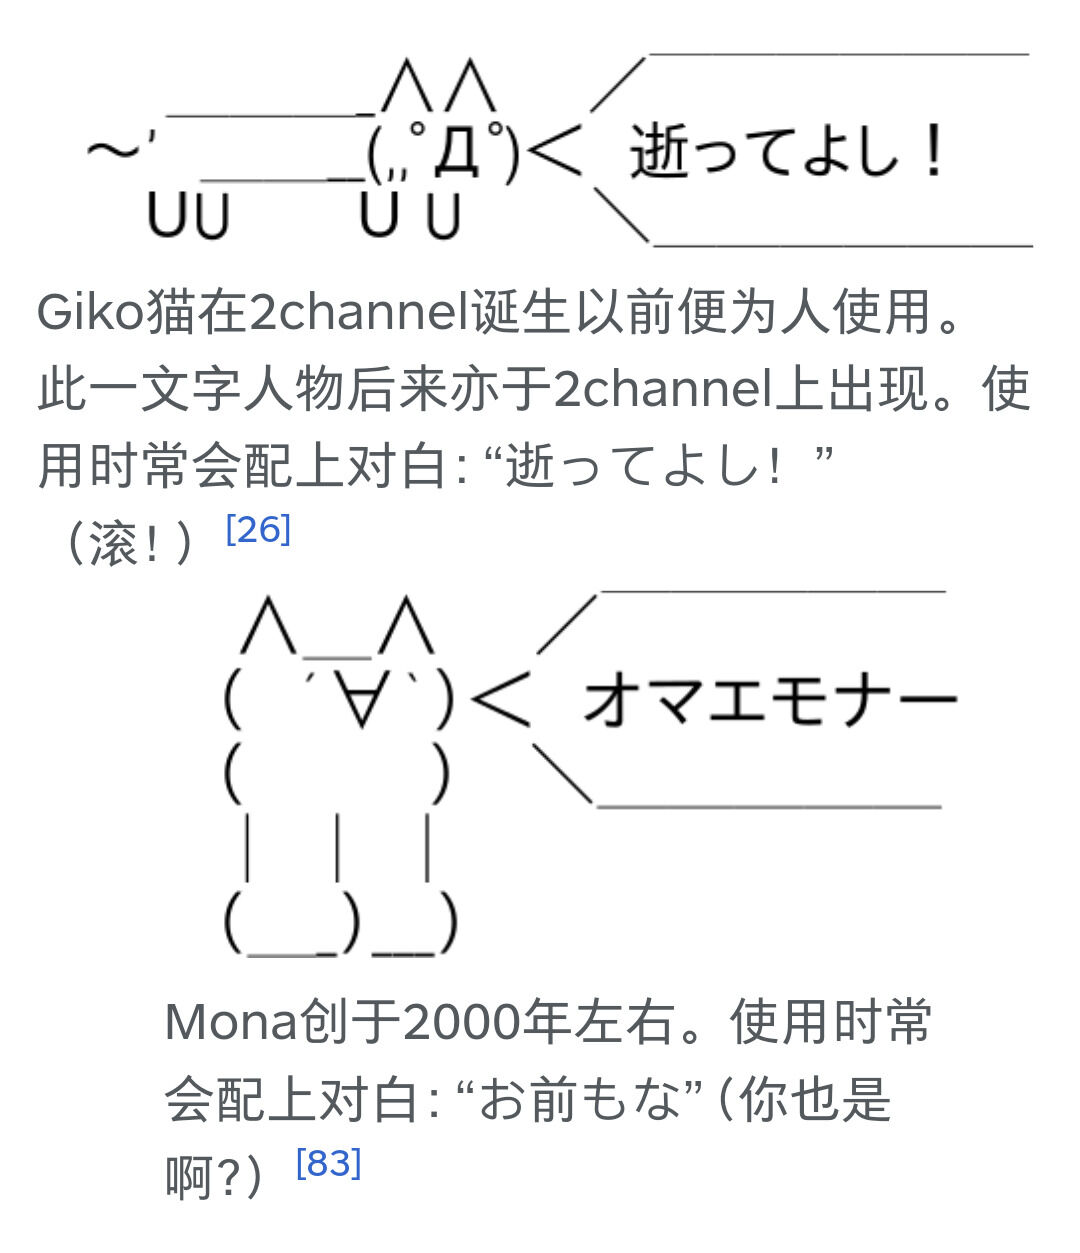 逝ってよし！
Giko猫在2channel诞生以前便为人使用。
此一文字人物后来亦于2channel上出现。使
用时常会配上对白：“逝ってよし！”
（滚！）[26]
オマエモナー
Mona创于2000年左右。使用时常
会配上对白：“お前もな”（你也是
啊？）[83]